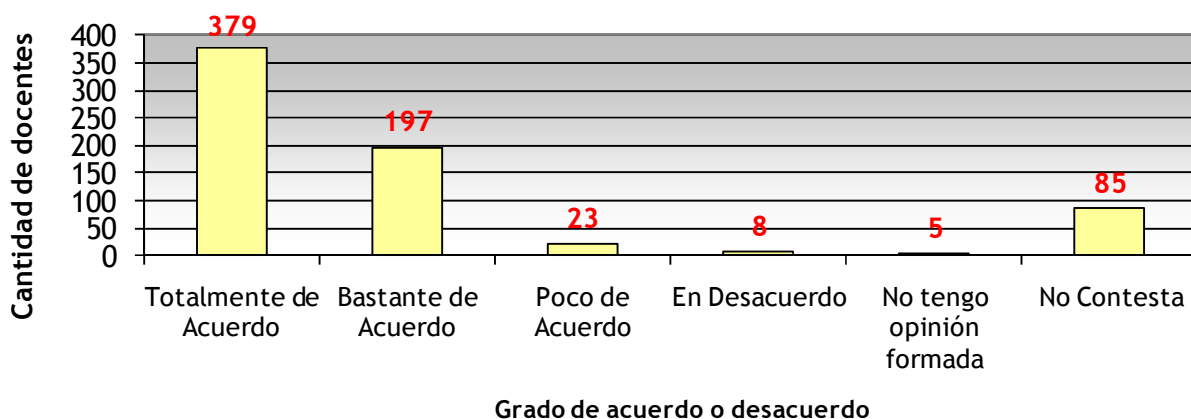 Cantidad de docentes
400
350
300
250
200
150
100
50
0
379
197
23
8
5
85
Totalmente de
Acuerdo
Bastante de
Acuerdo
Poco de
Acuerdo
En Desacuerdo
No tengo
opinión
formada
No Contesta
Grado de acuerdo o desacuerdo